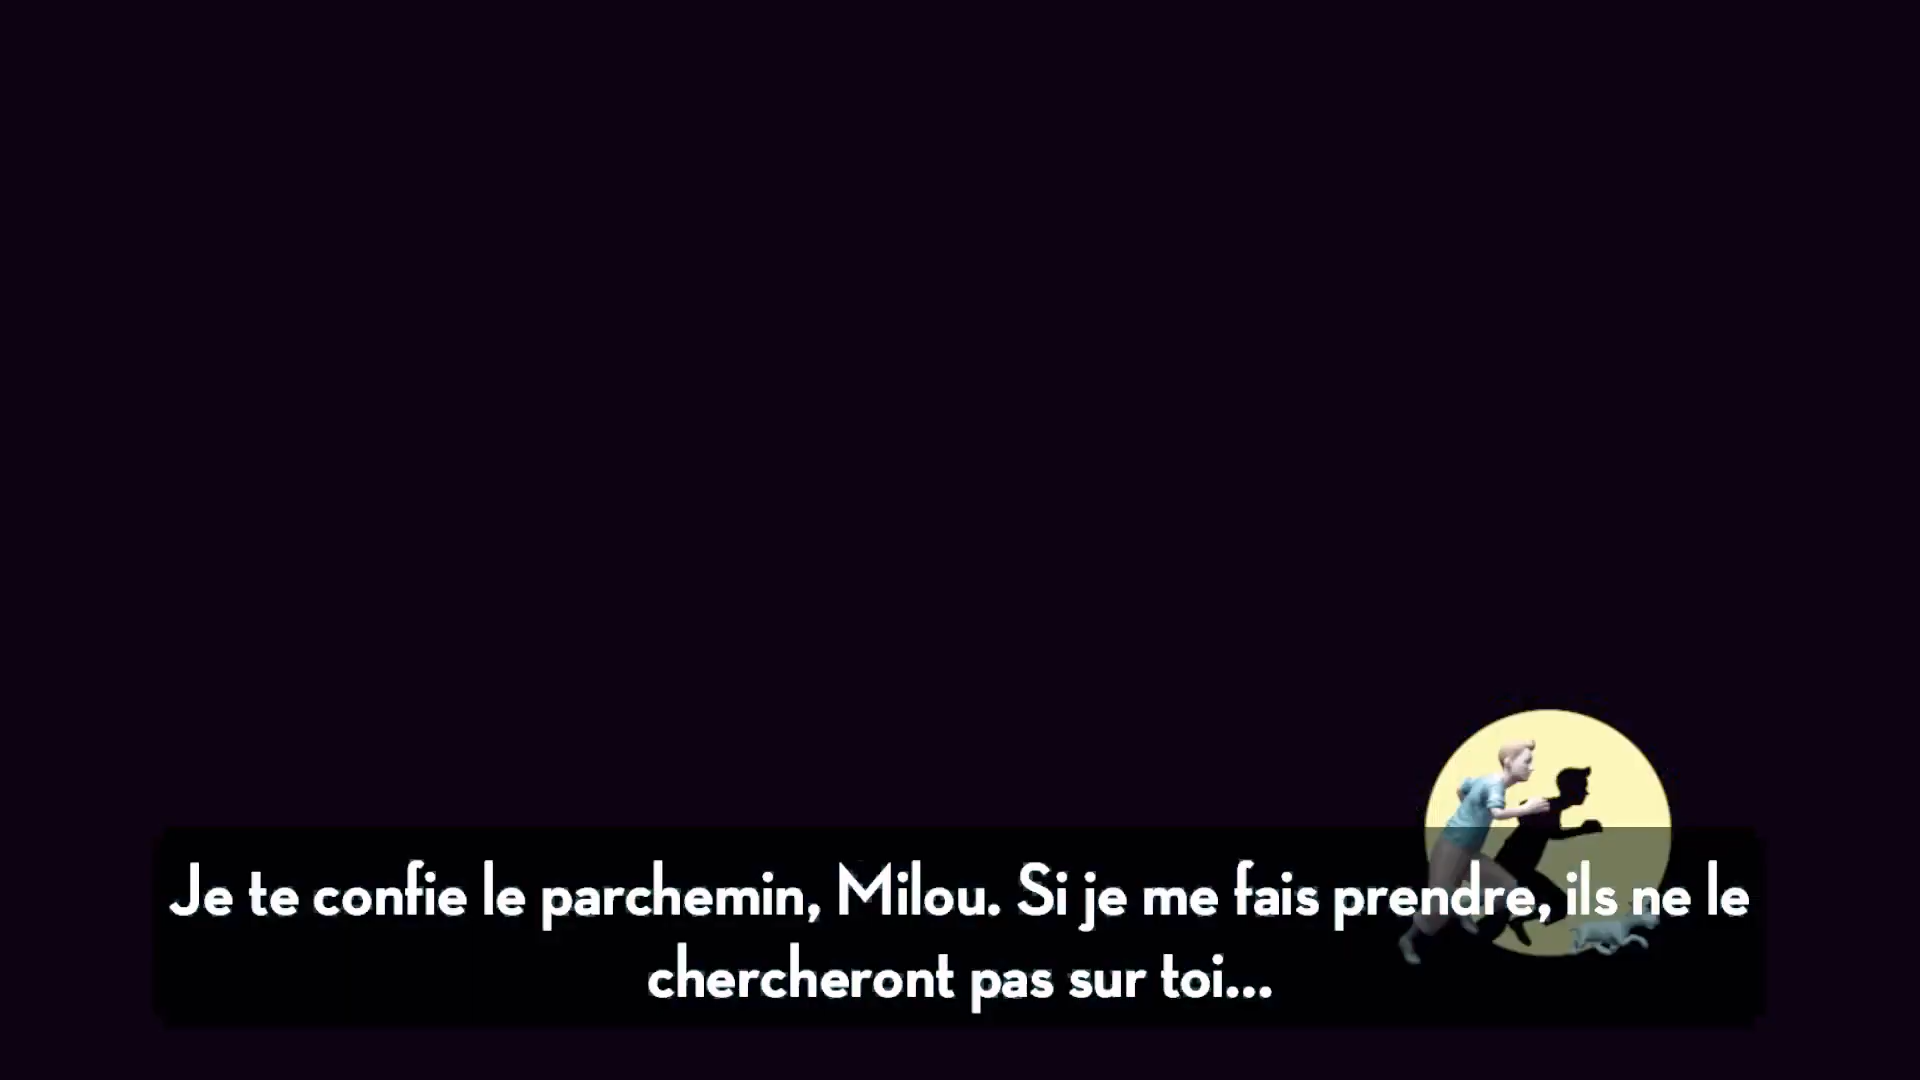 Je te confie le parchemin, Milou. Si je me fais prendre, ils ne le
chercheront pas sur toi...